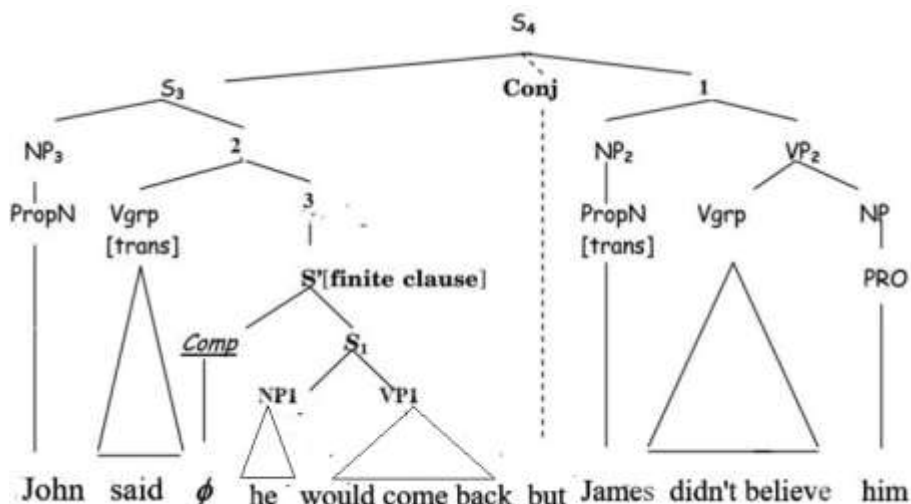 S₄
S₃ Conj 1
NP₃ 2 NP₂ VP₂
PropN Vgrp 3 PropN Vgrp NP
[trans] [trans]
S'[finite clause] PRO
Comp S₁
NP1 VP1
John said ϕ he would come back but James didn't believe him